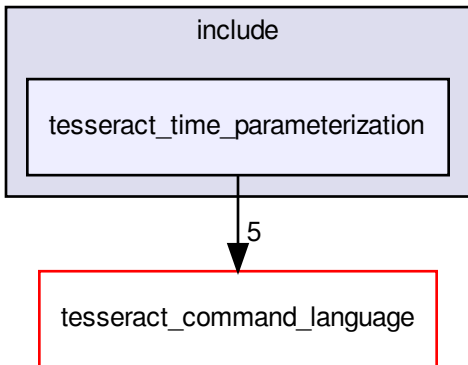 include
tesseract_time_parameterization
5
tesseract_command_language